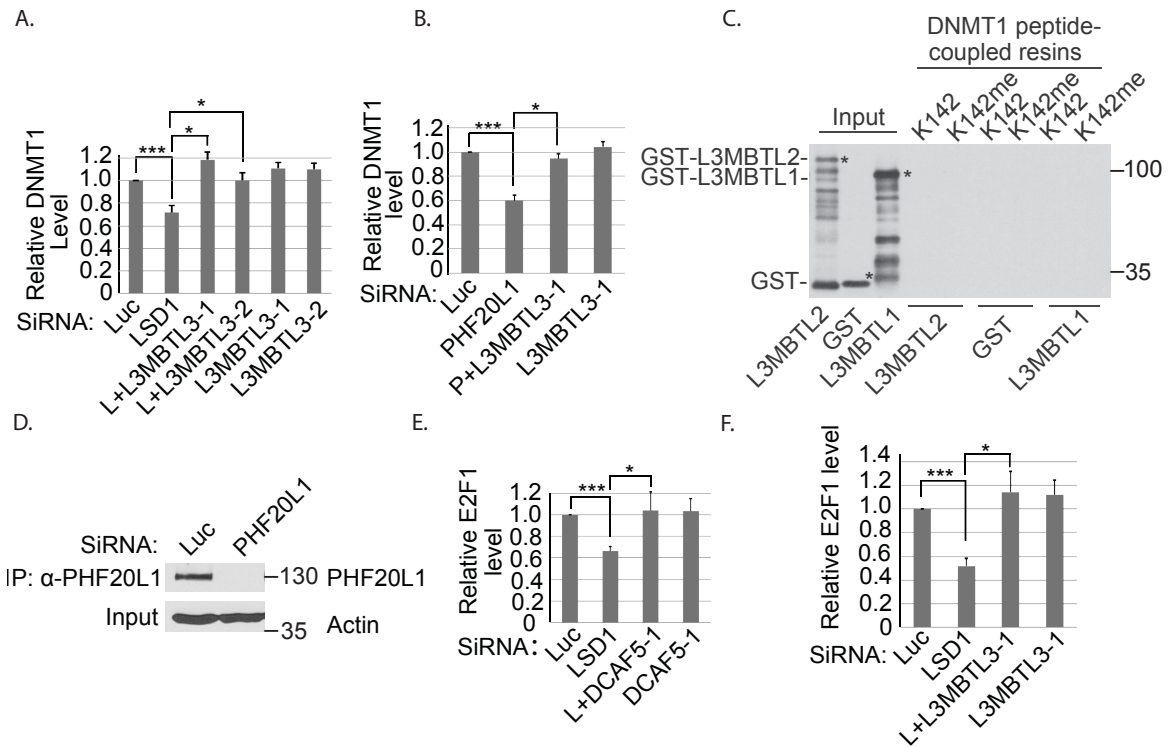 A.
***
*
*
Relative DNMT1
Level
1.2
1.0
0.8
0.6
0.4
0.2
0
SiRNA:
Luc
LSD1
L+L3MBTL3-1
L+L3MBTL3-2
L3MBTL3-1
L3MBTL3-2
B.
***
*
Relative DNMT1
level
1.2
1.0
0.8
0.6
0.4
0.2
0
SiRNA:
Luc
PHF20L1
P+L3MBTL3-1
L3MBTL3-1
C.
DNMT1 peptide-
coupled resins
Input
K142
K142me
K142
K142me
K142
K142me
GST-L3MBTL2-
GST-L3MBTL1-
GST-
*
*
*
–100
–35
L3MBTL2
GST
L3MBTL1
L3MBTL2
GST
L3MBTL1
D.
SiRNA:
Luc
PHF20L1
IP: α-PHF20L1
–130
PHF20L1
Input
–35
Actin
E.
***
*
Relative E2F1
level
1.2
1.0
0.8
0.6
0.4
0.2
0
SiRNA:
Luc
LSD1
L+DCAF5-1
DCAF5-1
F.
***
*
Relative E2F1 level
1.4
1.2
1.0
0.8
0.6
0.4
0.2
0
SiRNA:
Luc
LSD1
L+L3MBTL3-1
L3MBTL3-1